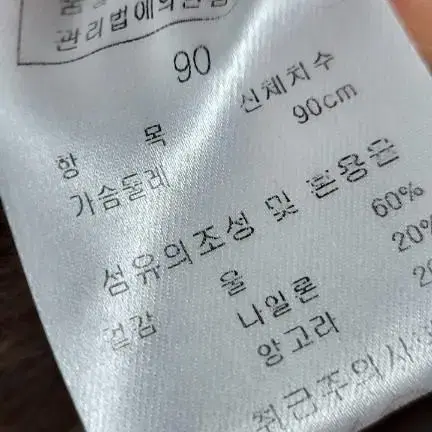 관리법에의한
90
항 목 신체치수
가슴둘레 90cm
섬유의조성 및 혼용율
겉감 울 60%
나일론 20%
앙고라
취급주의사